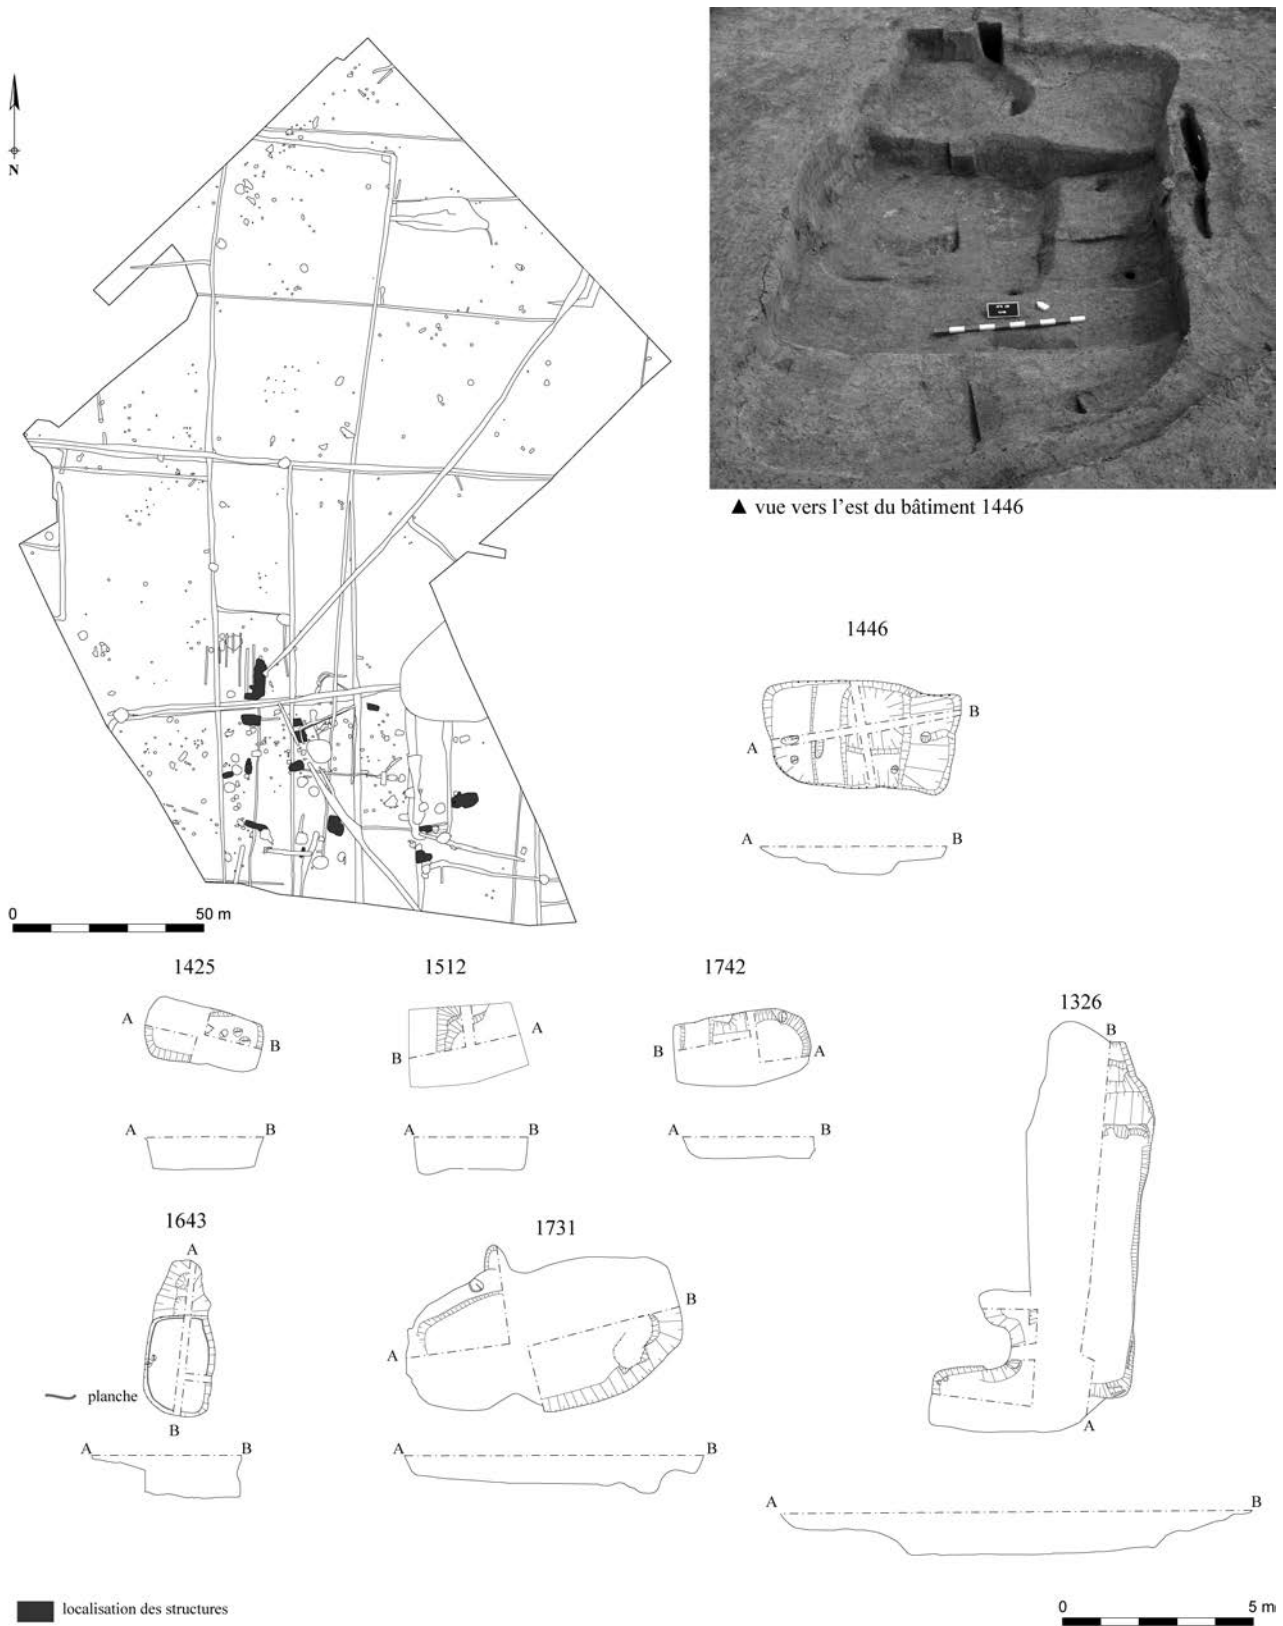 N
▲ vue vers l'est du bâtiment 1446
1446
A B
A B
0 50 m
1425
A B
A B
1512
B A
A B
1742
B A
A B
1326
B
A
A B
1643
A
B
planche
A B
1731
A B
A B
localisation des structures
0 5 m